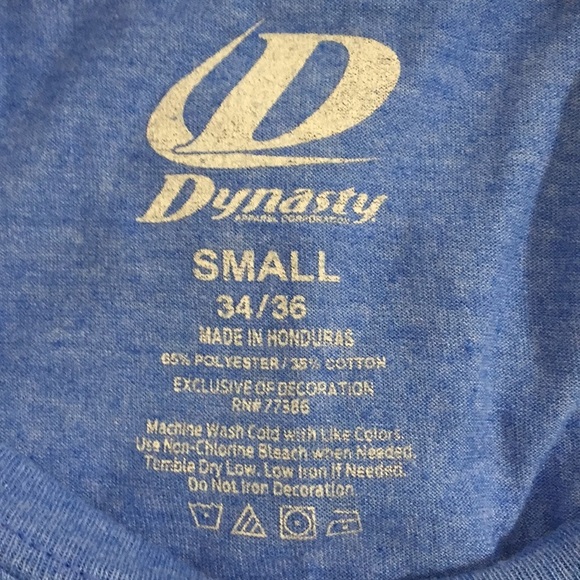 D
Dynasty
APPAREL CORPORATION
SMALL
34/36
MADE IN HONDURAS
65% POLYESTER/35% COTTON
EXCLUSIVE OF DECORATION
RN#77386
Machine Wash Cold with Like Colors.
Use Non-Chlorine Bleach when Needed.
Tumble Dry Low. Low Iron if Needed.
Do Not Iron Decoration.